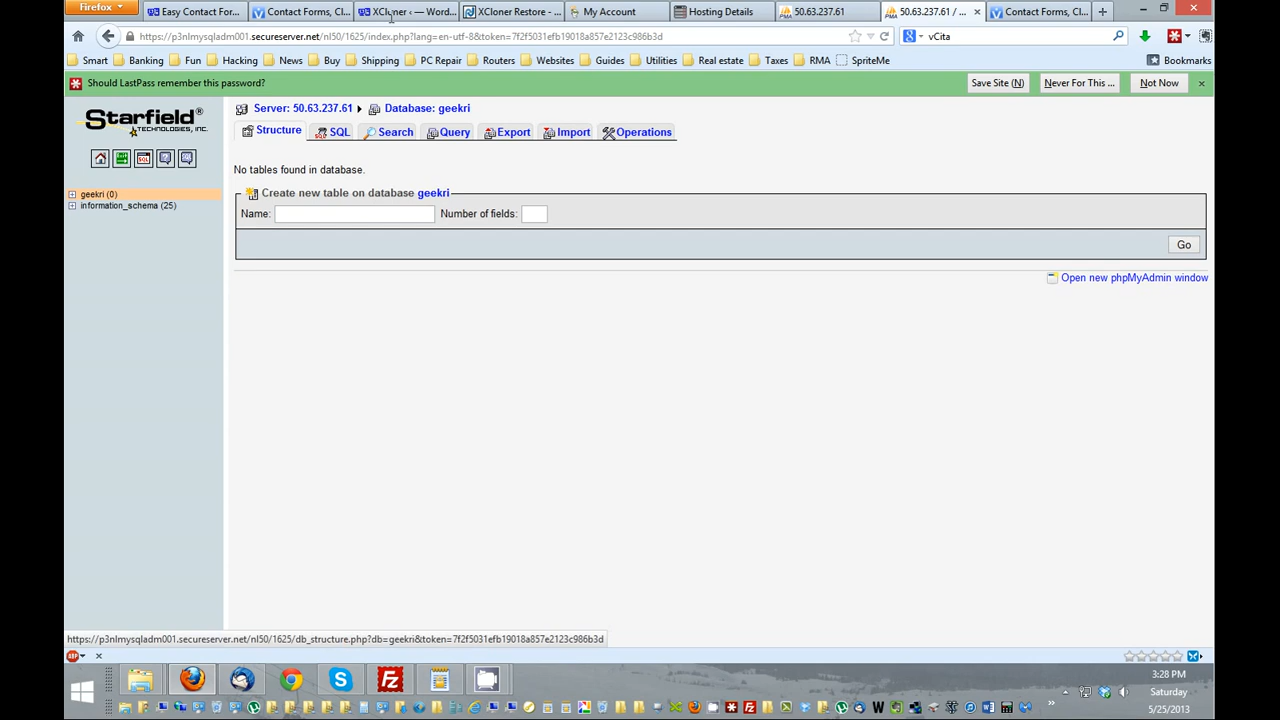 Firefox
Easy Contact For...
Contact Forms, Cl...
XCloner ‹ — Word...
XCloner Restore - ...
My Account
Hosting Details
50.63.237.61
50.63.237.61 / ...
Contact Forms, Cl...
https://p3nlmysqladm001.secureserver.net/nl50/1625/index.php?lang=en-utf-8&token=7f2f5031efb19018a857e2123c986b3d
vCita
Smart Banking Fun Hacking News Buy Shipping PC Repair Routers Websites Guides Utilities Real estate Taxes RMA SpriteMe Bookmarks
Should LastPass remember this password? Save Site (N) Never For This ... Not Now
Starfield®
TECHNOLOGIES, INC.
geekri (0)
information_schema (25)
Server: 50.63.237.61 Database: geekri
Structure SQL Search Query Export Import Operations
No tables found in database.
Create new table on database geekri
Name: Number of fields:
Go
Open new phpMyAdmin window
https://p3nlmysqladm001.secureserver.net/nl50/1625/db_structure.php?db=geekri&token=7f2f5031efb19018a857e2123c986b3d
3:28 PM
Saturday
5/25/2013